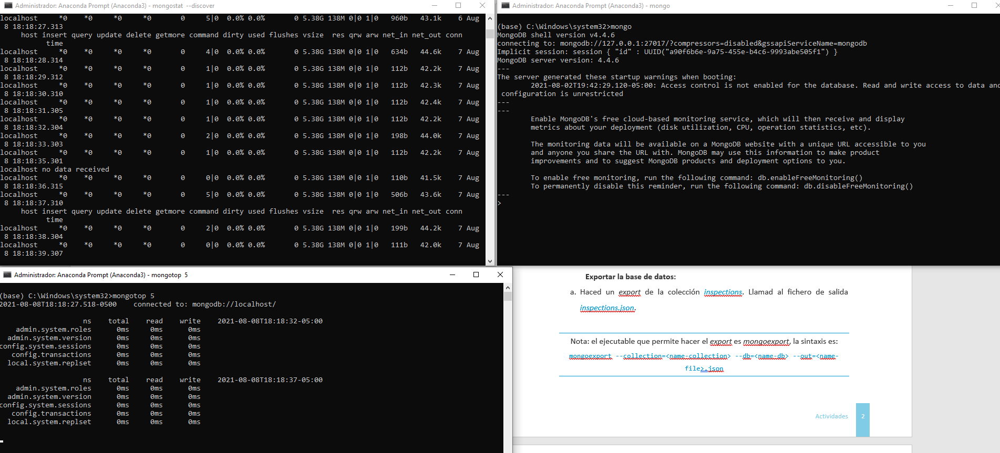 Administrador: Anaconda Prompt (Anaconda3) - mongostat --discover
localhost *0 *0 *0 *0 0 5|0 0.0% 0.0% 0 5.38G 138M 0|0 1|0 960b 43.1k 6 Aug
8 18:18:27.313
host insert query update delete getmore command dirty used flushes vsize res qrw arw net_in net_out conn
time
localhost *0 *0 *0 *0 0 4|0 0.0% 0.0% 0 5.38G 138M 0|0 1|0 634b 44.6k 7 Aug
8 18:18:28.314
localhost *0 *0 *0 *0 0 1|0 0.0% 0.0% 0 5.38G 138M 0|0 1|0 112b 42.2k 7 Aug
8 18:18:29.312
localhost *0 *0 *0 *0 0 1|0 0.0% 0.0% 0 5.38G 138M 0|0 1|0 112b 42.3k 7 Aug
8 18:18:30.310
localhost *0 *0 *0 *0 0 1|0 0.0% 0.0% 0 5.38G 138M 0|0 1|0 112b 42.4k 7 Aug
8 18:18:31.305
localhost *0 *0 *0 *0 0 1|0 0.0% 0.0% 0 5.38G 138M 0|0 1|0 112b 42.2k 7 Aug
8 18:18:32.304
localhost *0 *0 *0 *0 0 2|0 0.0% 0.0% 0 5.38G 138M 0|0 1|0 198b 44.0k 7 Aug
8 18:18:33.303
localhost *0 *0 *0 *0 0 1|0 0.0% 0.0% 0 5.38G 138M 0|0 1|0 112b 42.2k 7 Aug
8 18:18:35.301
localhost no data received
localhost *0 *0 *0 *0 0 0|0 0.0% 0.0% 0 5.38G 138M 0|0 1|0 110b 41.5k 7 Aug
8 18:18:36.315
localhost *0 *0 *0 *0 0 5|0 0.0% 0.0% 0 5.38G 138M 0|0 1|0 506b 43.6k 7 Aug
8 18:18:37.310
host insert query update delete getmore command dirty used flushes vsize res qrw arw net_in net_out conn
time
localhost *0 *0 *0 *0 0 2|0 0.0% 0.0% 0 5.38G 138M 0|0 1|0 199b 44.2k 7 Aug
8 18:18:38.304
localhost *0 *0 *0 *0 0 0|0 0.0% 0.0% 0 5.38G 138M 0|0 1|0 111b 42.0k 7 Aug
8 18:18:39.307
Administrador: Anaconda Prompt (Anaconda3) - mongo
(base) C:\Windows\system32>mongo
MongoDB shell version v4.4.6
connecting to: mongodb://127.0.0.1:27017/?compressors=disabled&gssapiServiceName=mongodb
Implicit session: session { "id" : UUID("a90f6b6e-9a75-455e-b4c6-9993abe505f1") }
MongoDB server version: 4.4.6
---
The server generated these startup warnings when booting:
2021-08-02T19:42:29.120-05:00: Access control is not enabled for the database. Read and write access to data and
configuration is unrestricted
---
---
Enable MongoDB's free cloud-based monitoring service, which will then receive and display
metrics about your deployment (disk utilization, CPU, operation statistics, etc).
The monitoring data will be available on a MongoDB website with a unique URL accessible to you
and anyone you share the URL with. MongoDB may use this information to make product
improvements and to suggest MongoDB products and deployment options to you.
To enable free monitoring, run the following command: db.enableFreeMonitoring()
To permanently disable this reminder, run the following command: db.disableFreeMonitoring()
---
>
Administrador: Anaconda Prompt (Anaconda3) - mongotop 5
(base) C:\Windows\system32>mongotop 5
2021-08-08T18:18:27.518-0500 connected to: mongodb://localhost/
ns total read write 2021-08-08T18:18:32-05:00
admin.system.roles 0ms 0ms 0ms
admin.system.version 0ms 0ms 0ms
config.system.sessions 0ms 0ms 0ms
config.transactions 0ms 0ms 0ms
local.system.replset 0ms 0ms 0ms
ns total read write 2021-08-08T18:18:37-05:00
admin.system.roles 0ms 0ms 0ms
admin.system.version 0ms 0ms 0ms
config.system.sessions 0ms 0ms 0ms
config.transactions 0ms 0ms 0ms
local.system.replset 0ms 0ms 0ms
Exportar la base de datos:
a. Haced un export de la colección inspections. Llamad al fichero de salida
inspections.json.
Nota: el ejecutable que permite hacer el export es mongoexport, la sintaxis es:
mongoexport --collection=<name-collection> --db=<name-db> --out=<name-
file>.json
Actividades 2